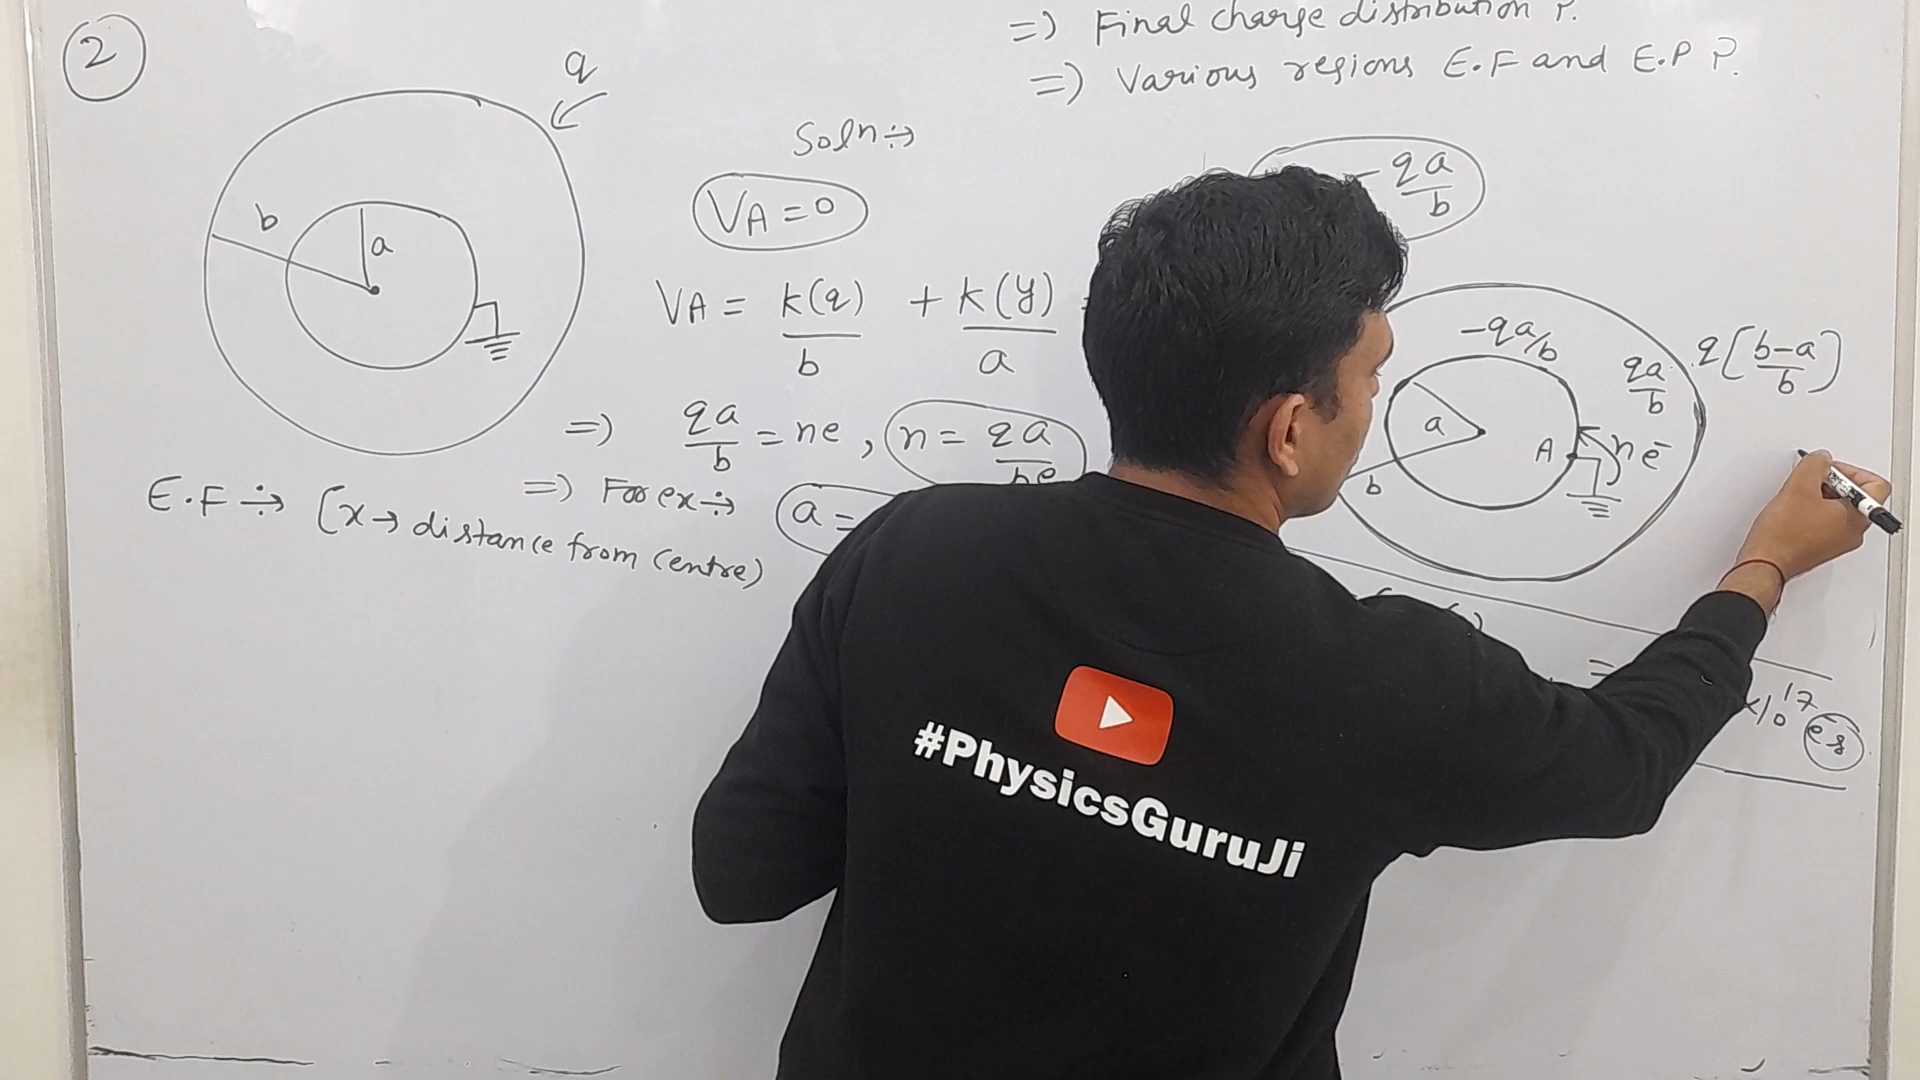 2
=) Final charge distribution ?.
=) Various regions E.F and E.P ?.
q
b
a
Soln ÷
VA = 0
- qa/b
VA = k(q)/b + k(y)/a =
=) qa/b = ne , n = qa/be
=) For ex ÷ a =
-qa/b
qa/b
q[b-a/b]
a
b
A
ne⁻
E.F ÷ [x → distance from centre)
=
x10^17 e⁻s
#PhysicsGuruJi